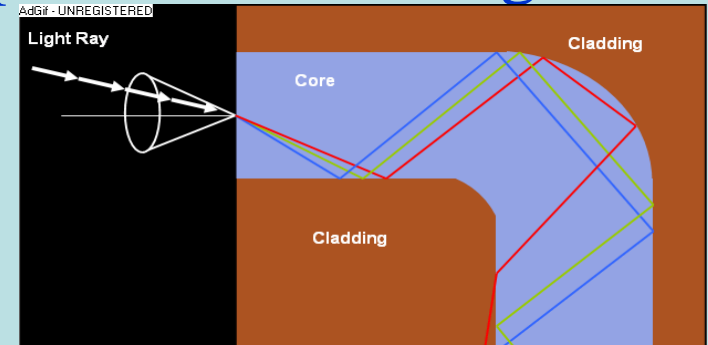 AdGif - UNREGISTERED
Light Ray
Cladding
Core
Cladding